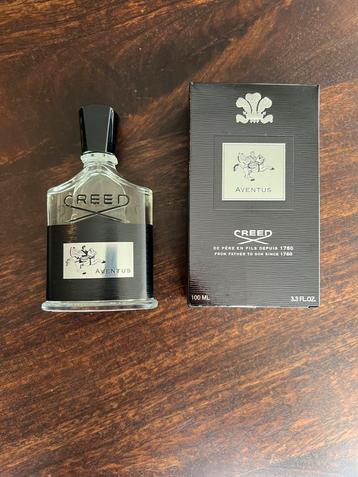 CREED
AVENTUS
AVENTUS
CREED
DE PÈRE EN FILS DEPUIS 1760
FROM FATHER TO SON SINCE 1760
100 ML 3.3 FL.OZ.